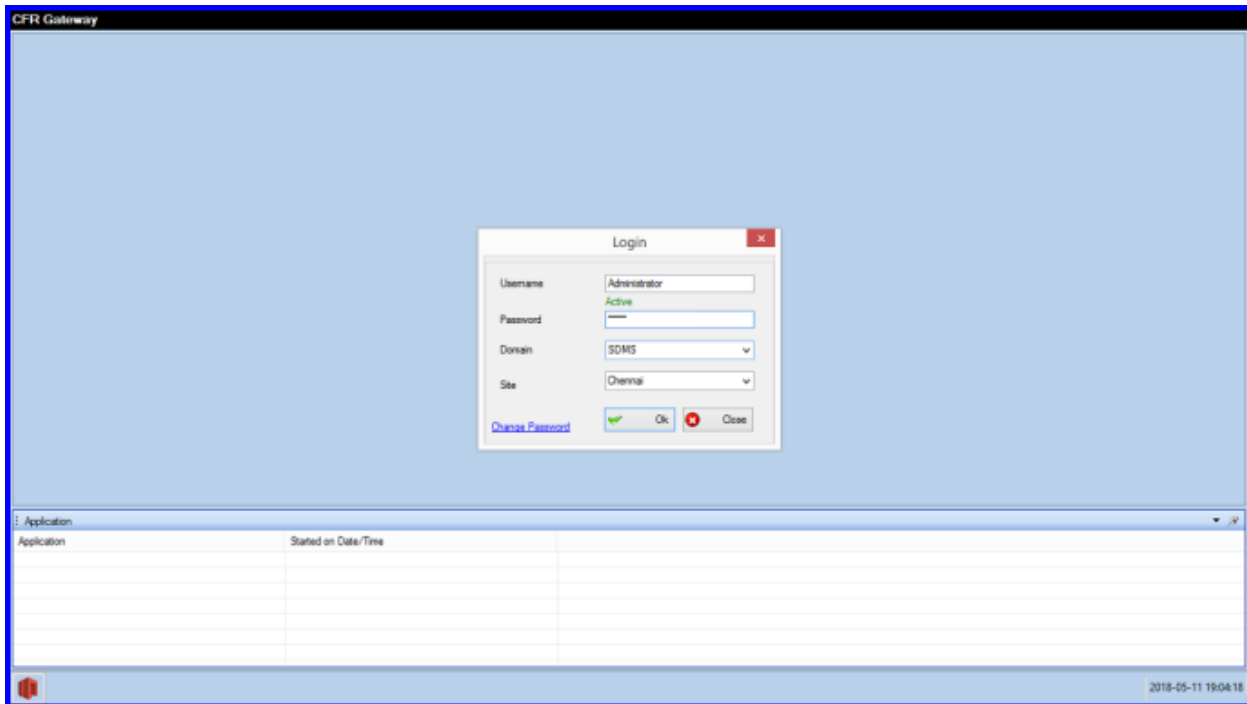 CFR Gateway
Login
Username Administrator
Active
Password
Domain SDMS
Site Chennai
Change Password Ok Close
Application
Application Started on Date/Time
2018-05-11 19:04:18